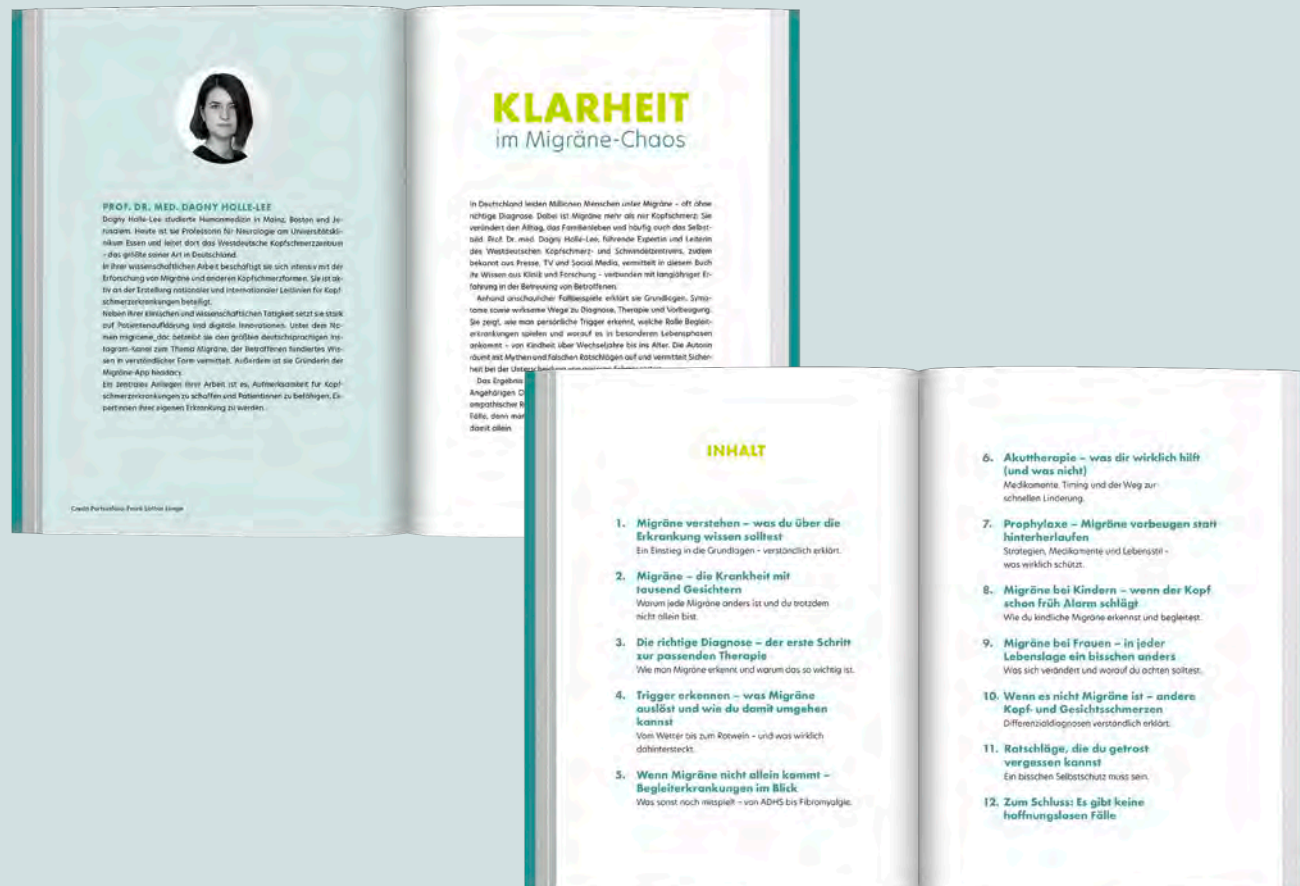 PROF. DR. MED. DAGNY HOLLE-LEE
Dagny Holle-Lee studierte Humanmedizin in Mainz, Boston und Je-
rusalem. Heute ist sie Professorin für Neurologie am Universitätskli-
nikum Essen und leitet dort das Westdeutsche Kopfschmerzzentrum
– das größte seiner Art in Deutschland.
In ihrer wissenschaftlichen Arbeit beschäftigt sie sich intensiv mit der
Erforschung von Migräne und anderen Kopfschmerzformen. Sie ist ak-
tiv an der Erstellung nationaler und internationaler Leitlinien für Kopf
schmerzerkrankungen beteiligt.
Neben ihrer klinischen und wissenschaftlichen Tätigkeit setzt sie stark
auf Patientenaufklärung und digitale Innovationen. Unter dem Na-
men migraene_doc betreibt sie den größten deutschsprachigen Ins-
tagram-Kanal zum Thema Migräne, der Betroffenen fundiertes Wis-
sen in verständlicher Form vermittelt. Außerdem ist sie Gründerin der
Migräne-App headacy.
Ein zentrales Anliegen ihrer Arbeit ist es, Aufmerksamkeit für Kopf
schmerzerkrankungen zu schaffen und Patientinnen zu befähigen, Ex-
pertinnen ihrer eigenen Erkrankung zu werden.
KLARHEIT
im Migräne-Chaos
In Deutschland leiden Millionen Menschen unter Migräne – oft ohne
richtige Diagnose. Dabei ist Migräne mehr als nur Kopfschmerz: Sie
verändert den Alltag, das Familienleben und häufig auch das Selbst-
bild. Prof. Dr. med. Dagny Holle-Lee, führende Expertin und Leiterin
des Westdeutschen Kopfschmerz- und Schwindelzentrums, zudem
bekannt aus Presse, TV und Social Media, vermittelt in diesem Buch
ihr Wissen aus Klinik und Forschung – verbunden mit langjähriger Er-
fahrung in der Betreuung von Betroffenen.
Anhand anschaulicher Fallbeispiele erklärt sie Grundlagen, Symp-
tome sowie wirksame Wege zu Diagnose, Therapie und Vorbeugung.
Sie zeigt, wie man persönliche Trigger erkennt, welche Rolle Begleit-
erkrankungen spielen und worauf es in besonderen Lebensphasen
ankommt – von Kindheit über Wechseljahre bis ins Alter. Die Autorin
räumt mit Mythen und falschen Ratschlägen auf und vermittelt Sicher-
heit bei der
Das Ergebnis
Angehörigen
empathischer
Fälle, denn
damit allein.
Frank Lothar Lange
INHALT
1. Migräne verstehen – was du über die
Erkrankung wissen solltest
Ein Einstieg in die Grundlagen – verständlich erklärt.
2. Migräne – die Krankheit mit
tausend Gesichtern
Warum jede Migräne anders ist und du trotzdem
nicht allein bist.
3. Die richtige Diagnose – der erste Schritt
zur passenden Therapie
Wie man Migräne erkennt und warum das so wichtig ist.
4. Trigger erkennen – was Migräne
auslöst und wie du damit umgehen
kannst
Vom Wetter bis zum Rotwein – und was wirklich
dahintersteckt.
5. Wenn Migräne nicht allein kommt –
Begleiterkrankungen im Blick
Was sonst noch mitspielt – von ADHS bis Fibromyalgie.
6. Akuttherapie – was dir wirklich hilft
(und was nicht)
Medikamente, Timing und der Weg zur
schnellen Linderung.
7. Prophylaxe – Migräne vorbeugen statt
hinterherlaufen
Strategien, Medikamente und Lebensstil –
was wirklich schützt.
8. Migräne bei Kindern – wenn der Kopf
schon früh Alarm schlägt
Wie du kindliche Migräne erkennst und begleitest.
9. Migräne bei Frauen – in jeder
Lebenslage ein bisschen anders
Was sich verändert und worauf du achten solltest.
10. Wenn es nicht Migräne ist – andere
Kopf- und Gesichtsschmerzen
Differenzialdiagnosen verständlich erklärt.
11. Ratschläge, die du getrost
vergessen kannst
Ein bisschen Selbstschutz muss sein.
12. Zum Schluss: Es gibt keine
hoffnungslosen Fälle